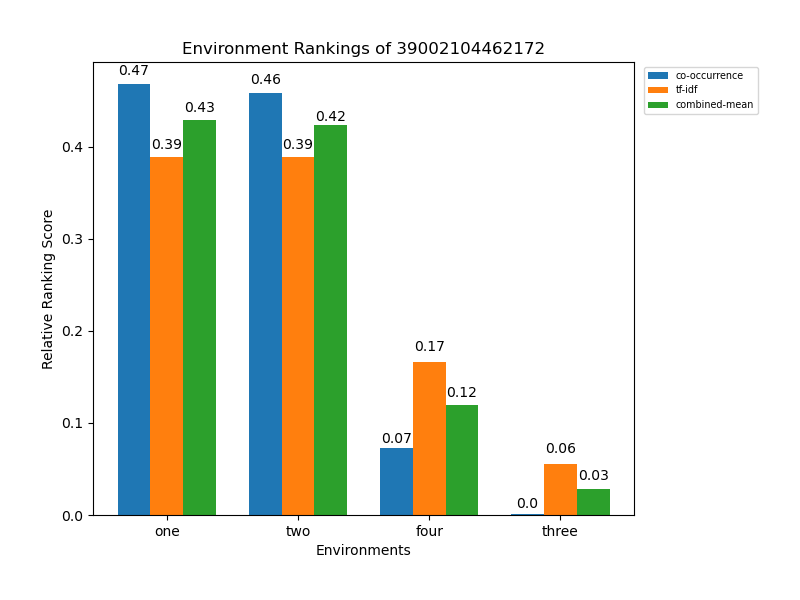 Environment Rankings of 39002104462172
co-occurrence
tf-idf
combined-mean
Relative Ranking Score
0.4
0.3
0.2
0.1
0.0
0.47
0.39
0.43
0.46
0.39
0.42
0.07
0.17
0.12
0.0
0.06
0.03
one two four three
Environments